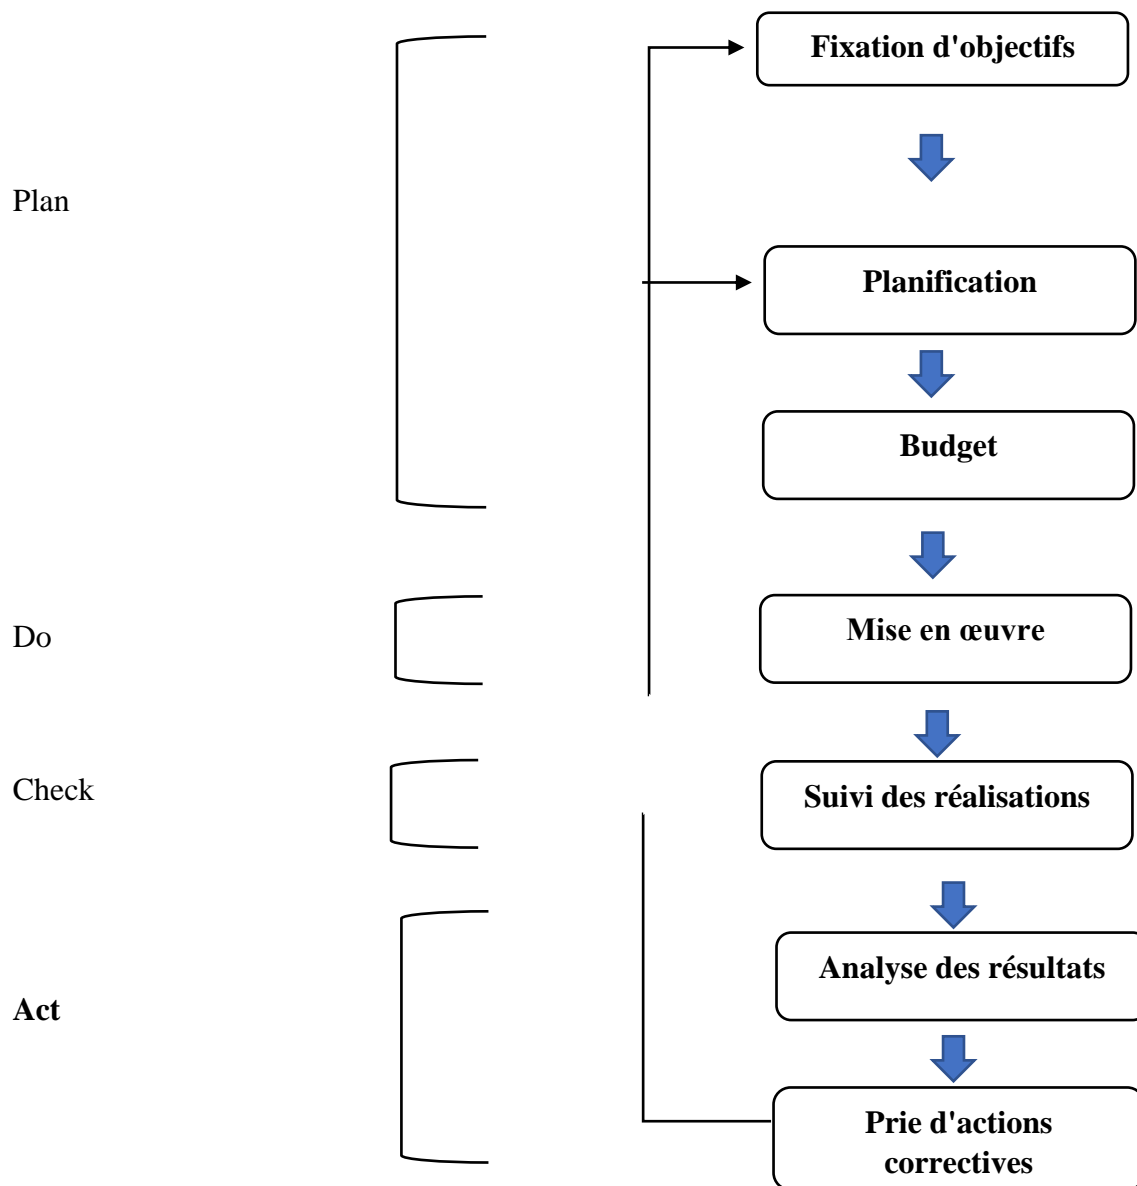 Fixation d'objectifs
Plan
Planification
Budget
Do
Mise en œuvre
Check
Suivi des réalisations
Analyse des résultats
Act
Prie d'actions
correctives